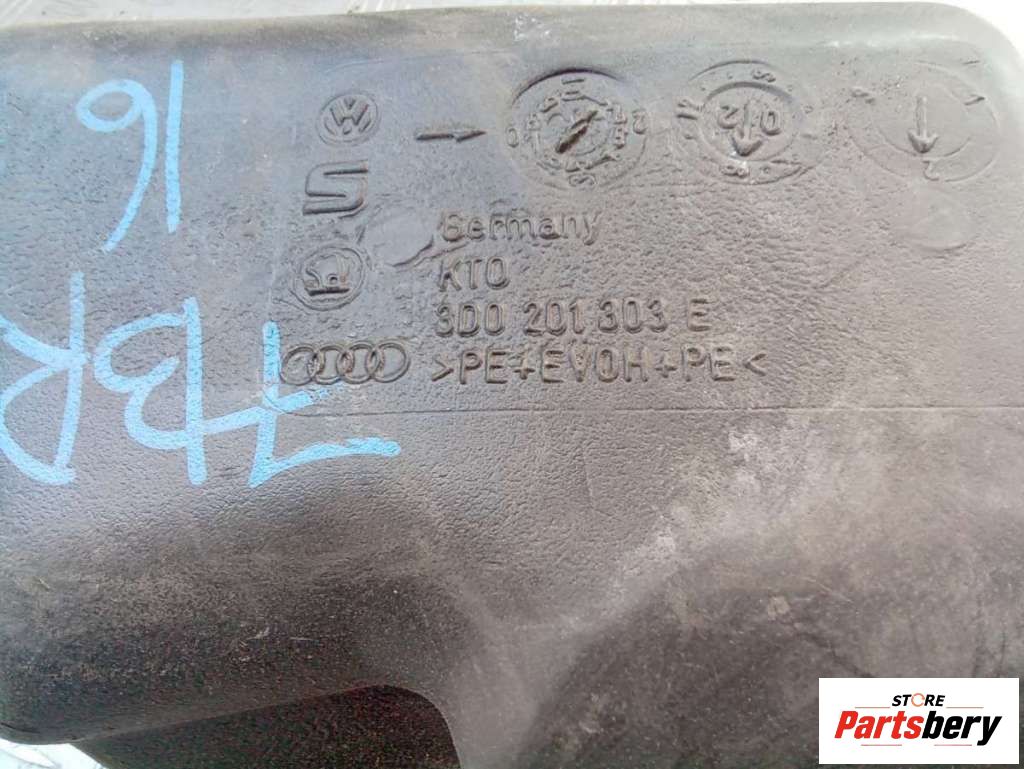 Germany
KTO
3D0 201 303 E
>PE+EVOH+PE<
16
7BR
STORE
Partsbery